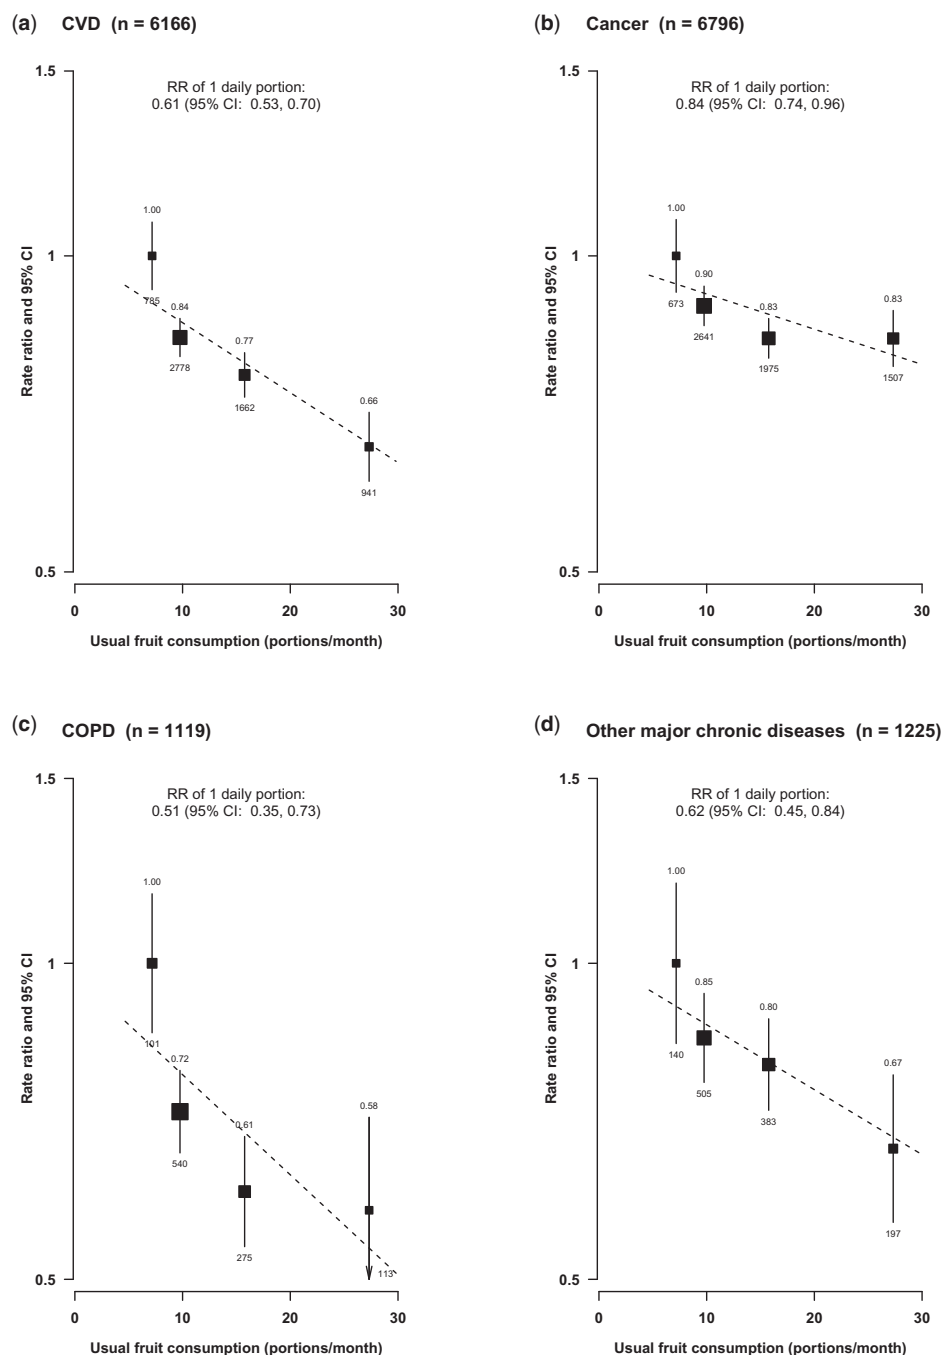 (a) CVD (n = 6166)
RR of 1 daily portion:
0.61 (95% CI: 0.53, 0.70)
Rate ratio and 95% CI
1.5
1
0.5
1.00
785
0.84
2778
0.77
1662
0.66
941
0 10 20 30
Usual fruit consumption (portions/month)
(b) Cancer (n = 6796)
RR of 1 daily portion:
0.84 (95% CI: 0.74, 0.96)
Rate ratio and 95% CI
1.5
1
0.5
1.00
673
0.90
2641
0.83
1975
0.83
1507
0 10 20 30
Usual fruit consumption (portions/month)
(c) COPD (n = 1119)
RR of 1 daily portion:
0.51 (95% CI: 0.35, 0.73)
Rate ratio and 95% CI
1.5
1
0.5
1.00
101
0.72
540
0.61
275
0.58
113
0 10 20 30
Usual fruit consumption (portions/month)
(d) Other major chronic diseases (n = 1225)
RR of 1 daily portion:
0.62 (95% CI: 0.45, 0.84)
Rate ratio and 95% CI
1.5
1
0.5
1.00
140
0.85
505
0.80
383
0.67
197
0 10 20 30
Usual fruit consumption (portions/month)